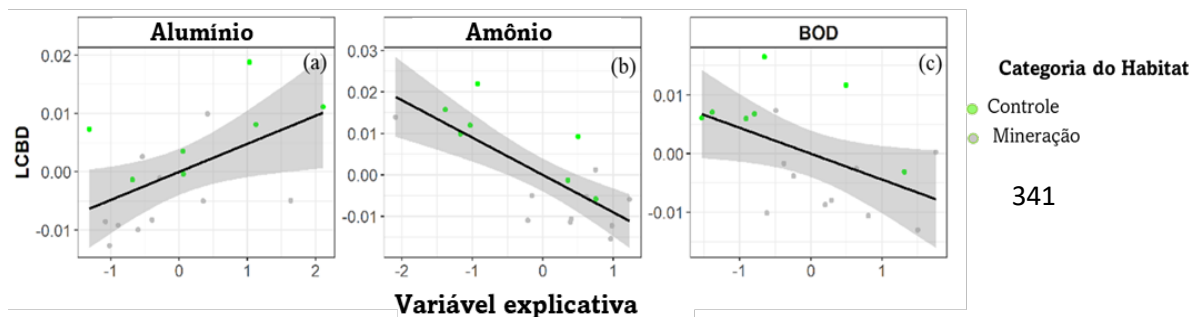 Alumínio
Amônio
BOD
(a)
(b)
(c)
LCBD
0.02
0.01
0.00
-0.01
-1
0
1
2
0.03
0.02
0.01
0.00
-0.01
-2
-1
0
1
0.01
0.00
-0.01
-1
0
1
Variável explicativa
Categoria do Habitat
Controle
Mineração
341